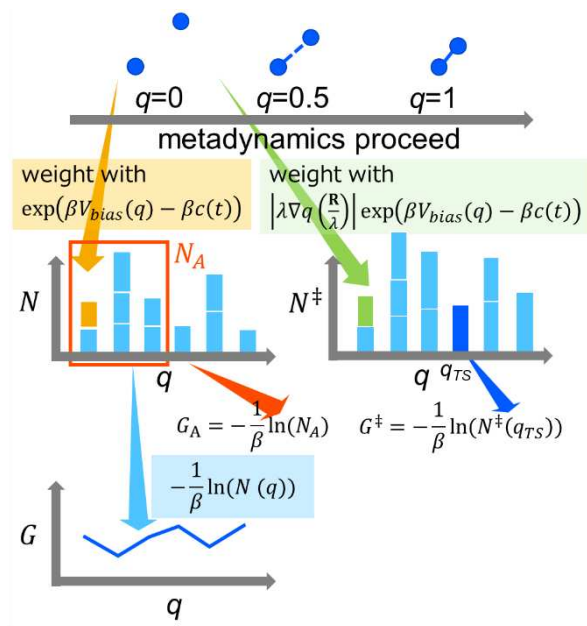 q=0 q=0.5 q=1
metadynamics proceed
weight with
exp(βV_bias(q) − βc(t))
weight with
|λ∇q(R/λ)| exp(βV_bias(q) − βc(t))
N
N_A
q
N‡
q q_TS
G_A = −1/β ln(N_A)
G‡ = −1/β ln(N‡(q_TS))
−1/β ln(N (q))
G
q